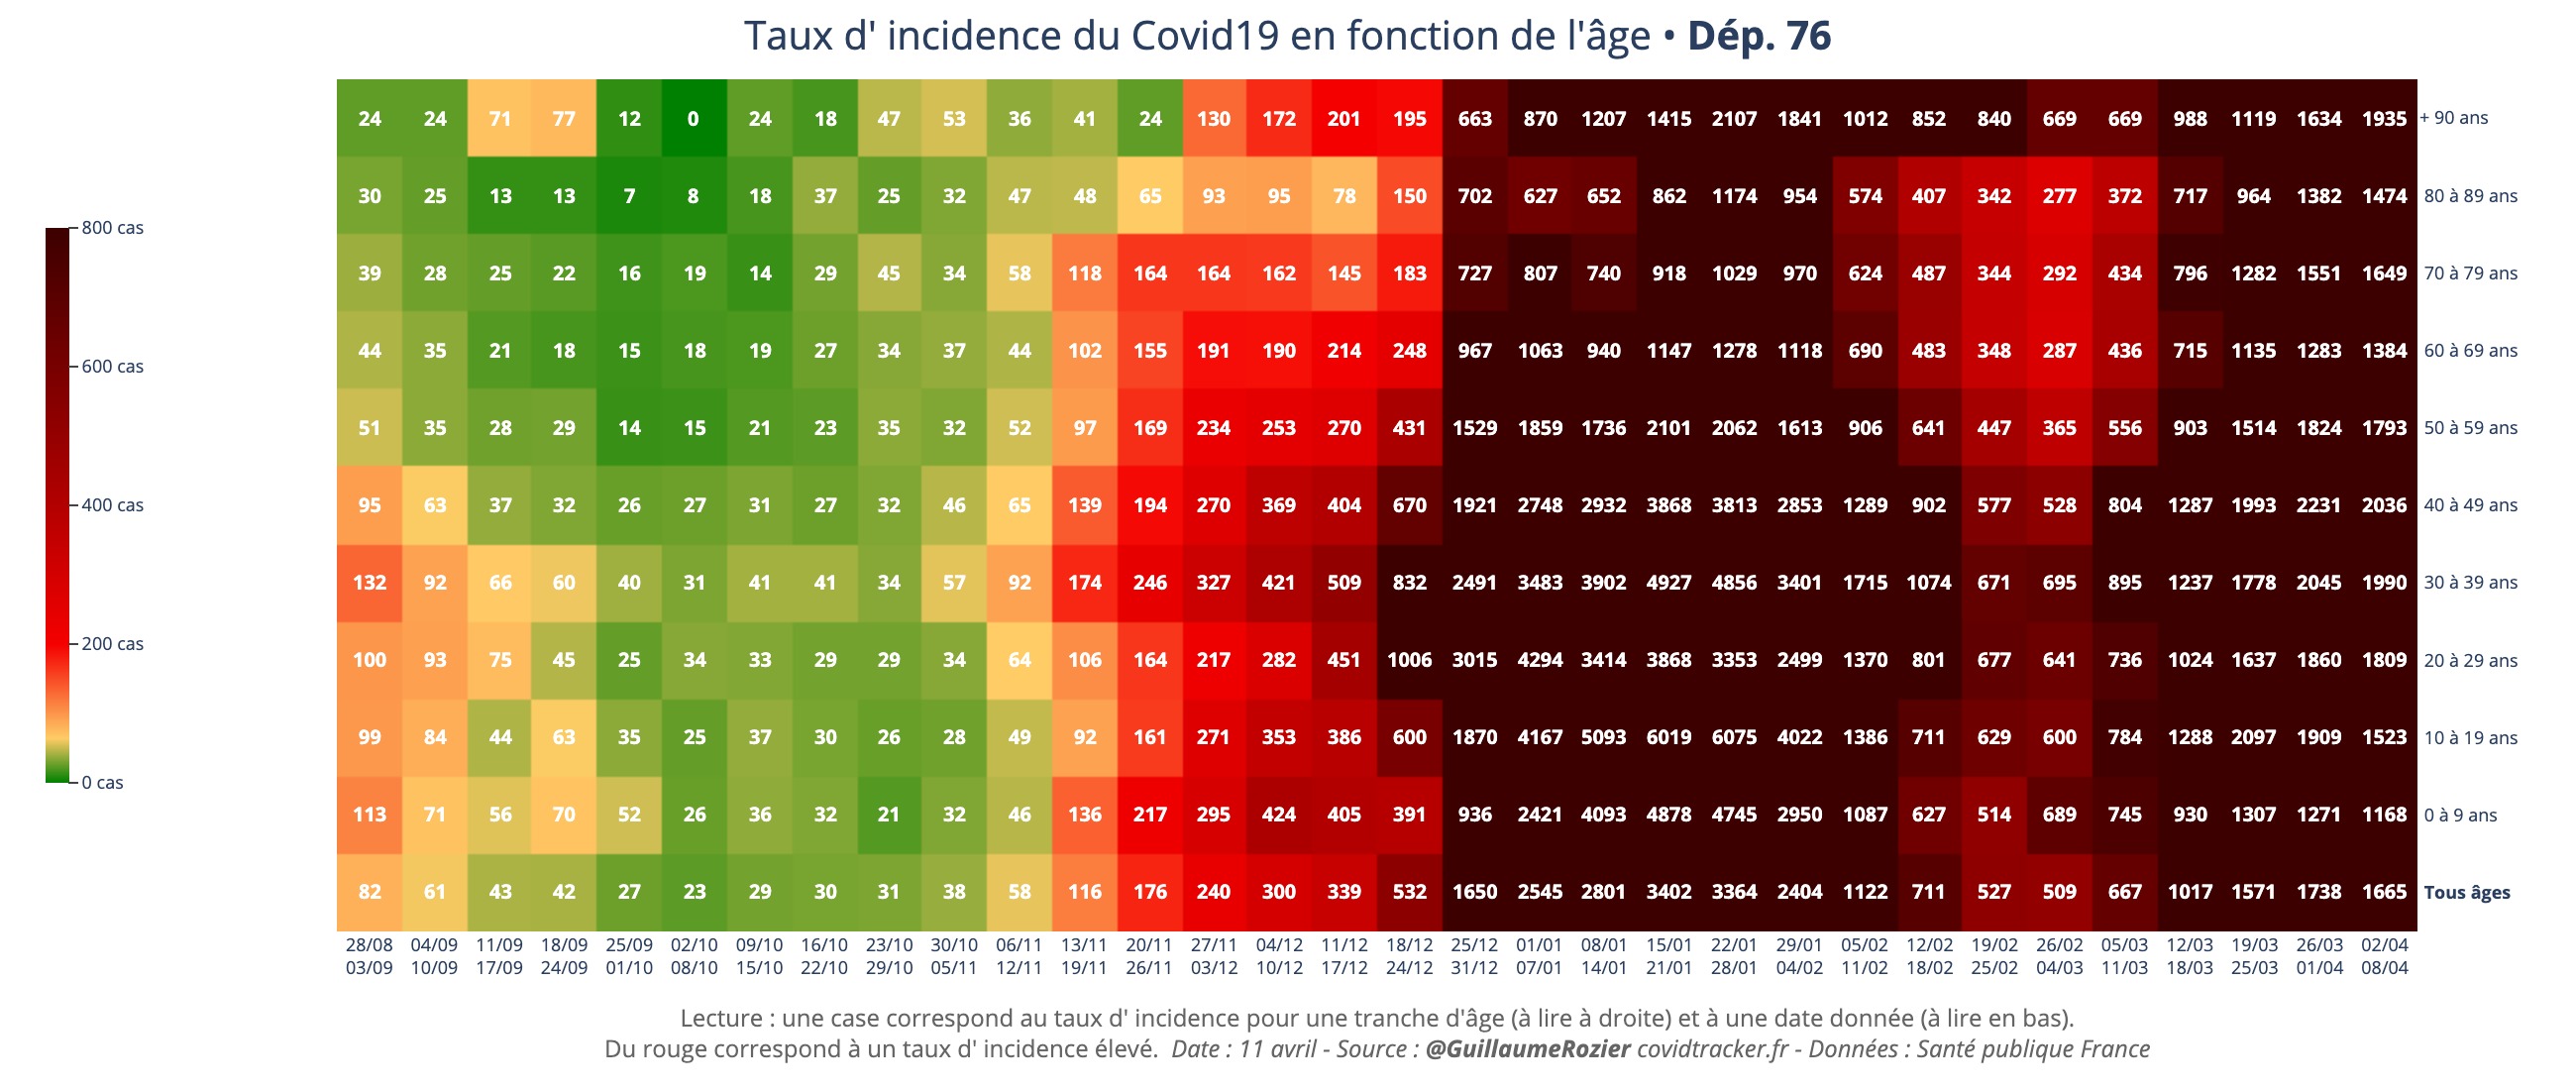 Taux d' incidence du Covid19 en fonction de l'âge • Dép. 76
24 24 71 77 12 0 24 18 47 53 36 41 24 130 172 201 195 663 870 1207 1415 2107 1841 1012 852 840 669 669 988 1119 1634 1935 + 90 ans
30 25 13 13 7 8 18 37 25 32 47 48 65 93 95 78 150 702 627 652 862 1174 954 574 407 342 277 372 717 964 1382 1474 80 à 89 ans
800 cas
39 28 25 22 16 19 14 29 45 34 58 118 164 164 162 145 183 727 807 740 918 1029 970 624 487 344 292 434 796 1282 1551 1649 70 à 79 ans
44 35 21 18 15 18 19 27 34 37 44 102 155 191 190 214 248 967 1063 940 1147 1278 1118 690 483 348 287 436 715 1135 1283 1384 60 à 69 ans
600 cas
51 35 28 29 14 15 21 23 35 32 52 97 169 234 253 270 431 1529 1859 1736 2101 2062 1613 906 641 447 365 556 903 1514 1824 1793 50 à 59 ans
400 cas
95 63 37 32 26 27 31 27 32 46 65 139 194 270 369 404 670 1921 2748 2932 3868 3813 2853 1289 902 577 528 804 1287 1993 2231 2036 40 à 49 ans
132 92 66 60 40 31 41 41 34 57 92 174 246 327 421 509 832 2491 3483 3902 4927 4856 3401 1715 1074 671 695 895 1237 1778 2045 1990 30 à 39 ans
200 cas
100 93 75 45 25 34 33 29 29 34 64 106 164 217 282 451 1006 3015 4294 3414 3868 3353 2499 1370 801 677 641 736 1024 1637 1860 1809 20 à 29 ans
99 84 44 63 35 25 37 30 26 28 49 92 161 271 353 386 600 1870 4167 5093 6019 6075 4022 1386 711 629 600 784 1288 2097 1909 1523 10 à 19 ans
0 cas
113 71 56 70 52 26 36 32 21 32 46 136 217 295 424 405 391 936 2421 4093 4878 4745 2950 1087 627 514 689 745 930 1307 1271 1168 0 à 9 ans
82 61 43 42 27 23 29 30 31 38 58 116 176 240 300 339 532 1650 2545 2801 3402 3364 2404 1122 711 527 509 667 1017 1571 1738 1665 Tous âges
28/08 04/09 11/09 18/09 25/09 02/10 09/10 16/10 23/10 30/10 06/11 13/11 20/11 27/11 04/12 11/12 18/12 25/12 01/01 08/01 15/01 22/01 29/01 05/02 12/02 19/02 26/02 05/03 12/03 19/03 26/03 02/04
03/09 10/09 17/09 24/09 01/10 08/10 15/10 22/10 29/10 05/11 12/11 19/11 26/11 03/12 10/12 17/12 24/12 31/12 07/01 14/01 21/01 28/01 04/02 11/02 18/02 25/02 04/03 11/03 18/03 25/03 01/04 08/04
Lecture : une case correspond au taux d' incidence pour une tranche d'âge (à lire à droite) et à une date donnée (à lire en bas).
Du rouge correspond à un taux d' incidence élevé. Date : 11 avril - Source : @GuillaumeRozier covidtracker.fr - Données : Santé publique France